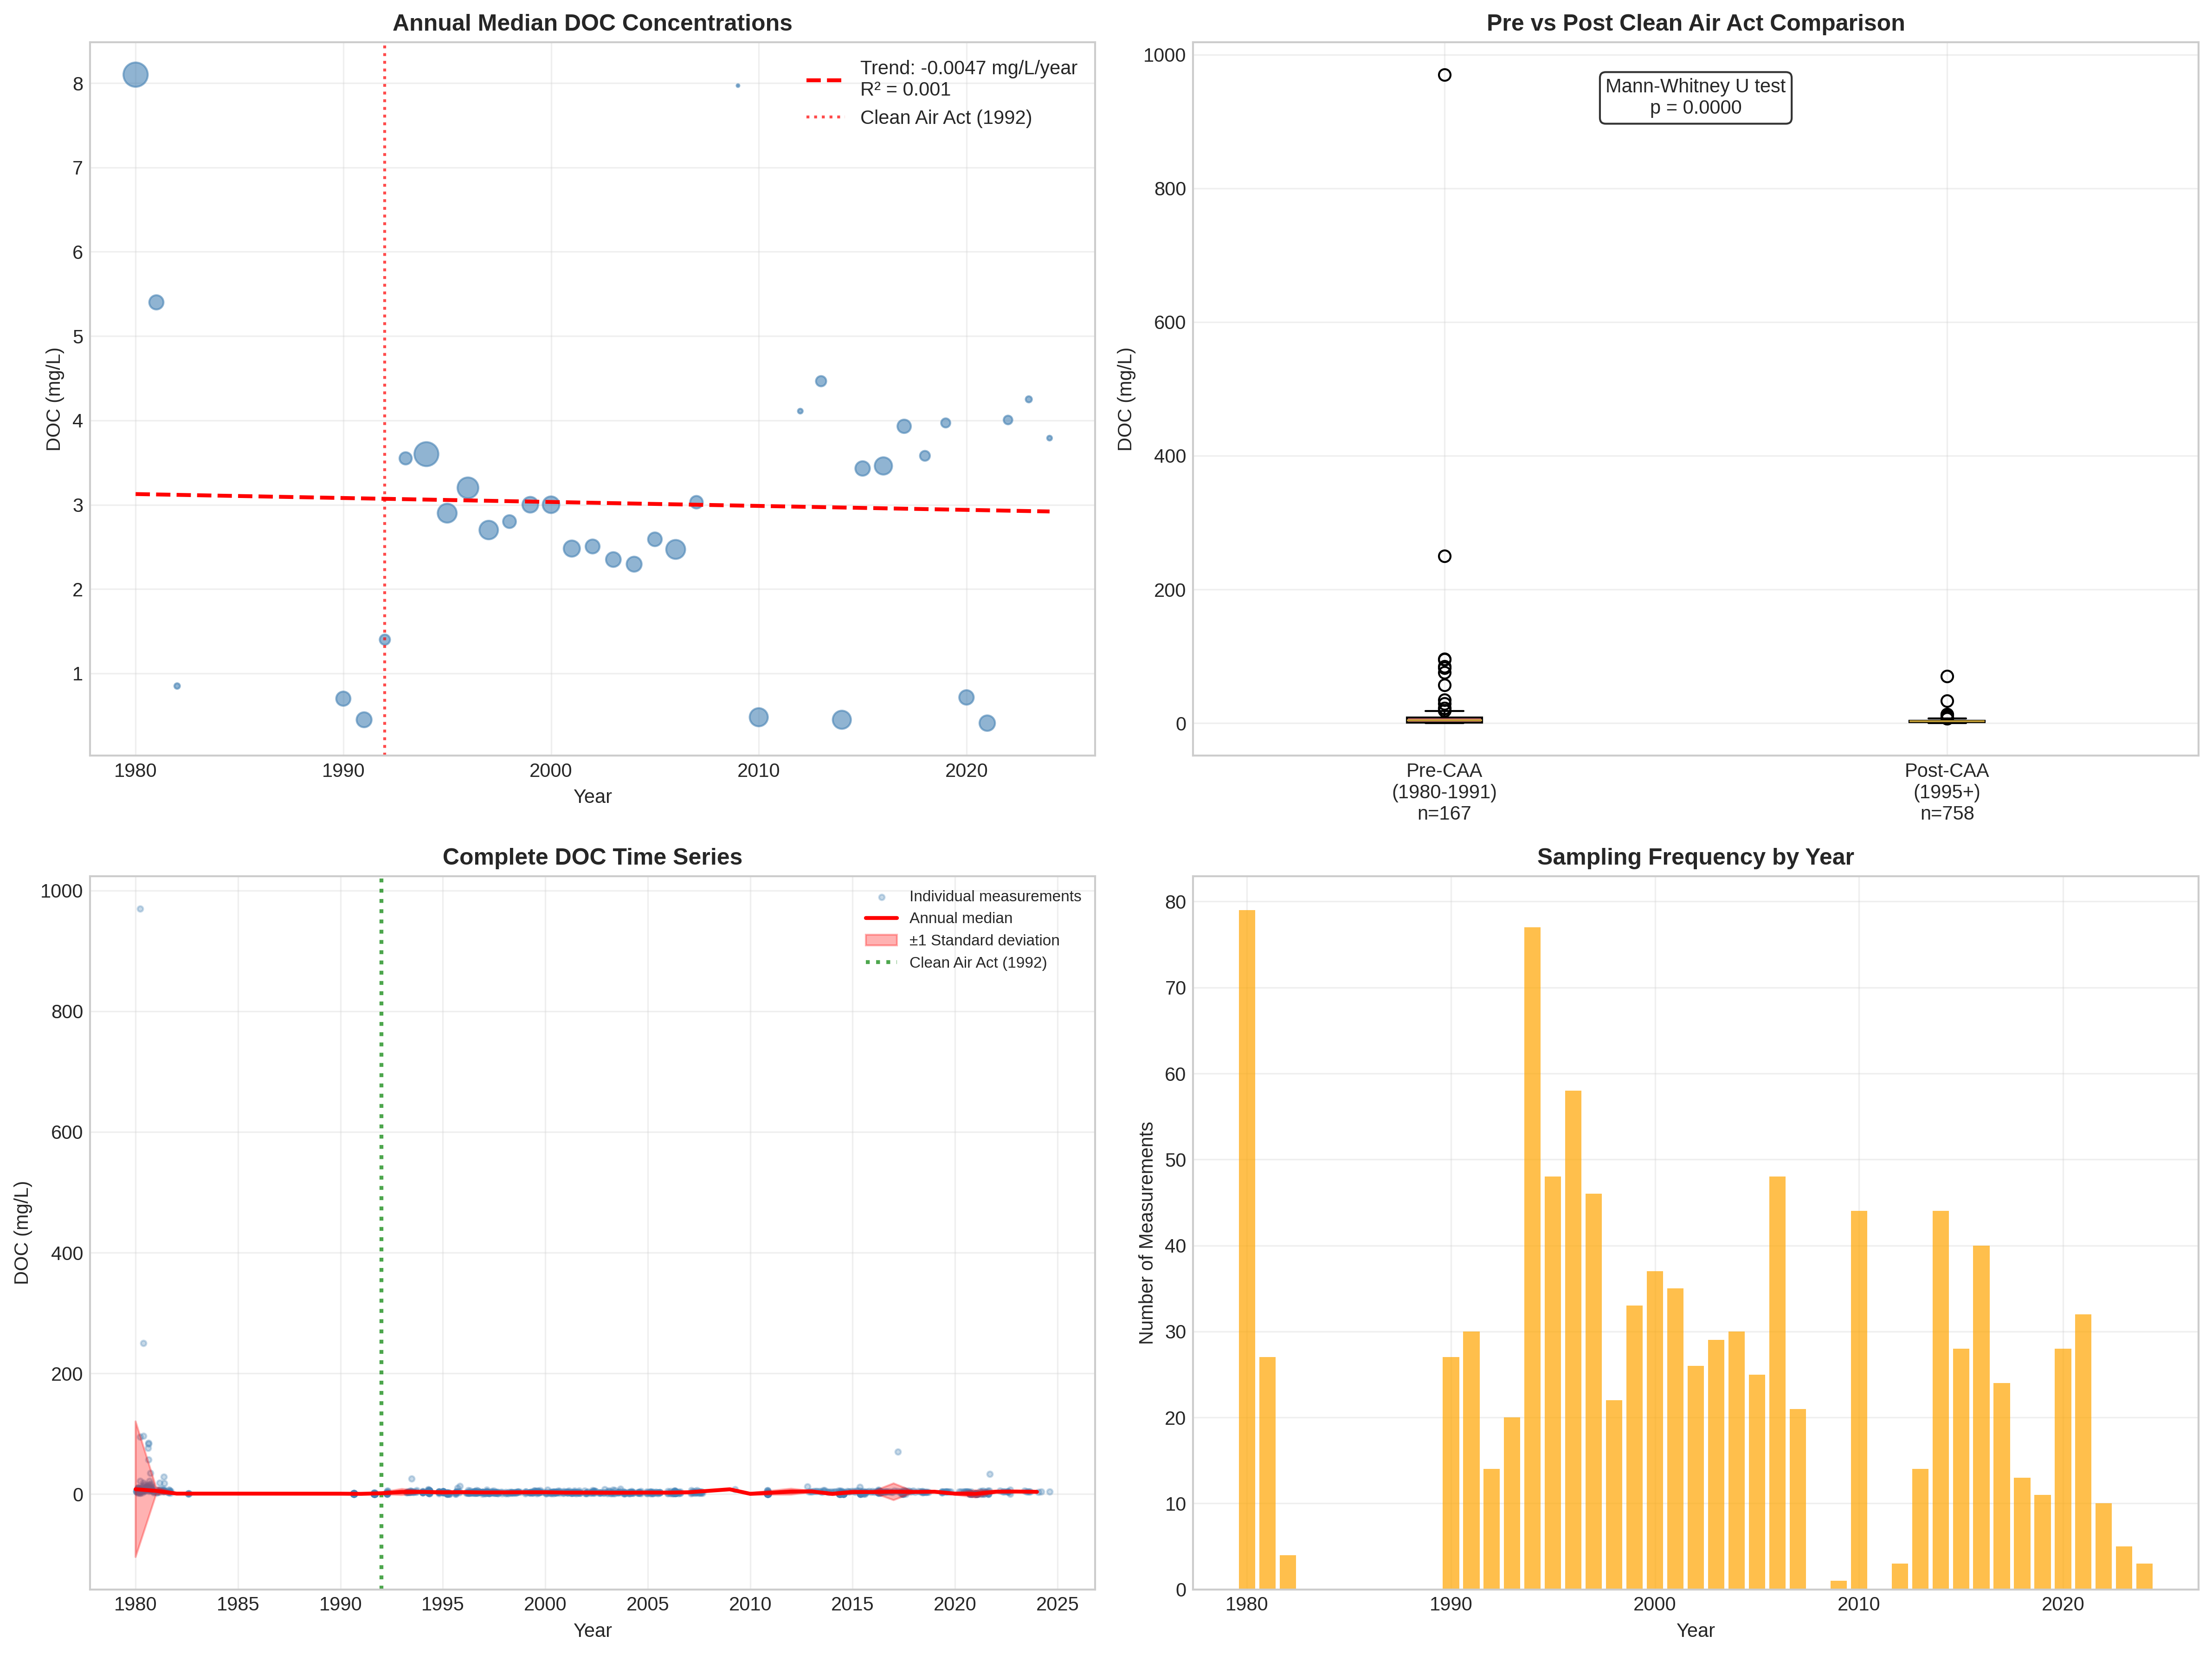 Annual Median DOC Concentrations
DOC (mg/L)
8
7
6
5
4
3
2
1
Trend: -0.0047 mg/L/year
R² = 0.001
Clean Air Act (1992)
1980 1990 2000 2010 2020
Year
Pre vs Post Clean Air Act Comparison
DOC (mg/L)
1000
800
600
400
200
0
Mann-Whitney U test
p = 0.0000
Pre-CAA
(1980-1991)
n=167
Post-CAA
(1995+)
n=758
Complete DOC Time Series
DOC (mg/L)
1000
800
600
400
200
0
Individual measurements
Annual median
±1 Standard deviation
Clean Air Act (1992)
1980 1985 1990 1995 2000 2005 2010 2015 2020 2025
Year
Sampling Frequency by Year
Number of Measurements
80
70
60
50
40
30
20
10
0
1980 1990 2000 2010 2020
Year